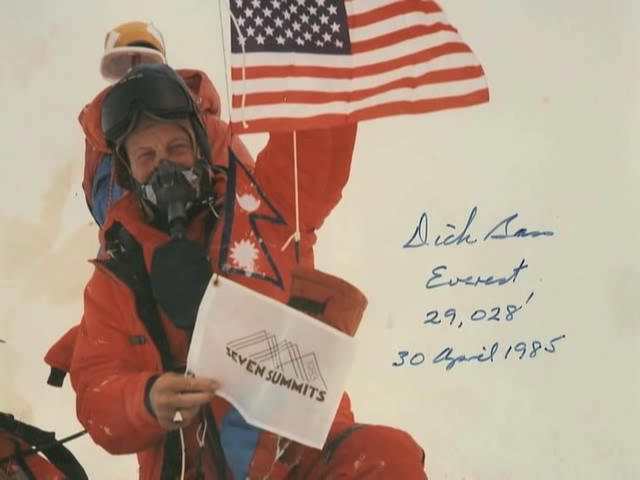 SEVEN SUMMITS
Dick Bass
Everest
29,028'
30 April 1985